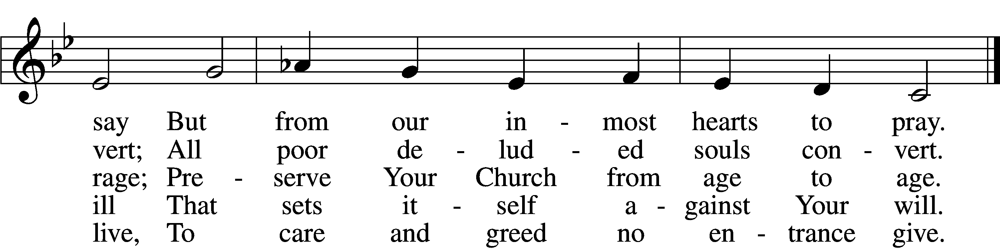 say But from our in - most hearts to pray.
vert; All poor de - lud - ed souls con - vert.
rage; Pre - serve Your Church from age to age.
ill That sets it - self a - gainst Your will.
live, To care and greed no en - trance give.